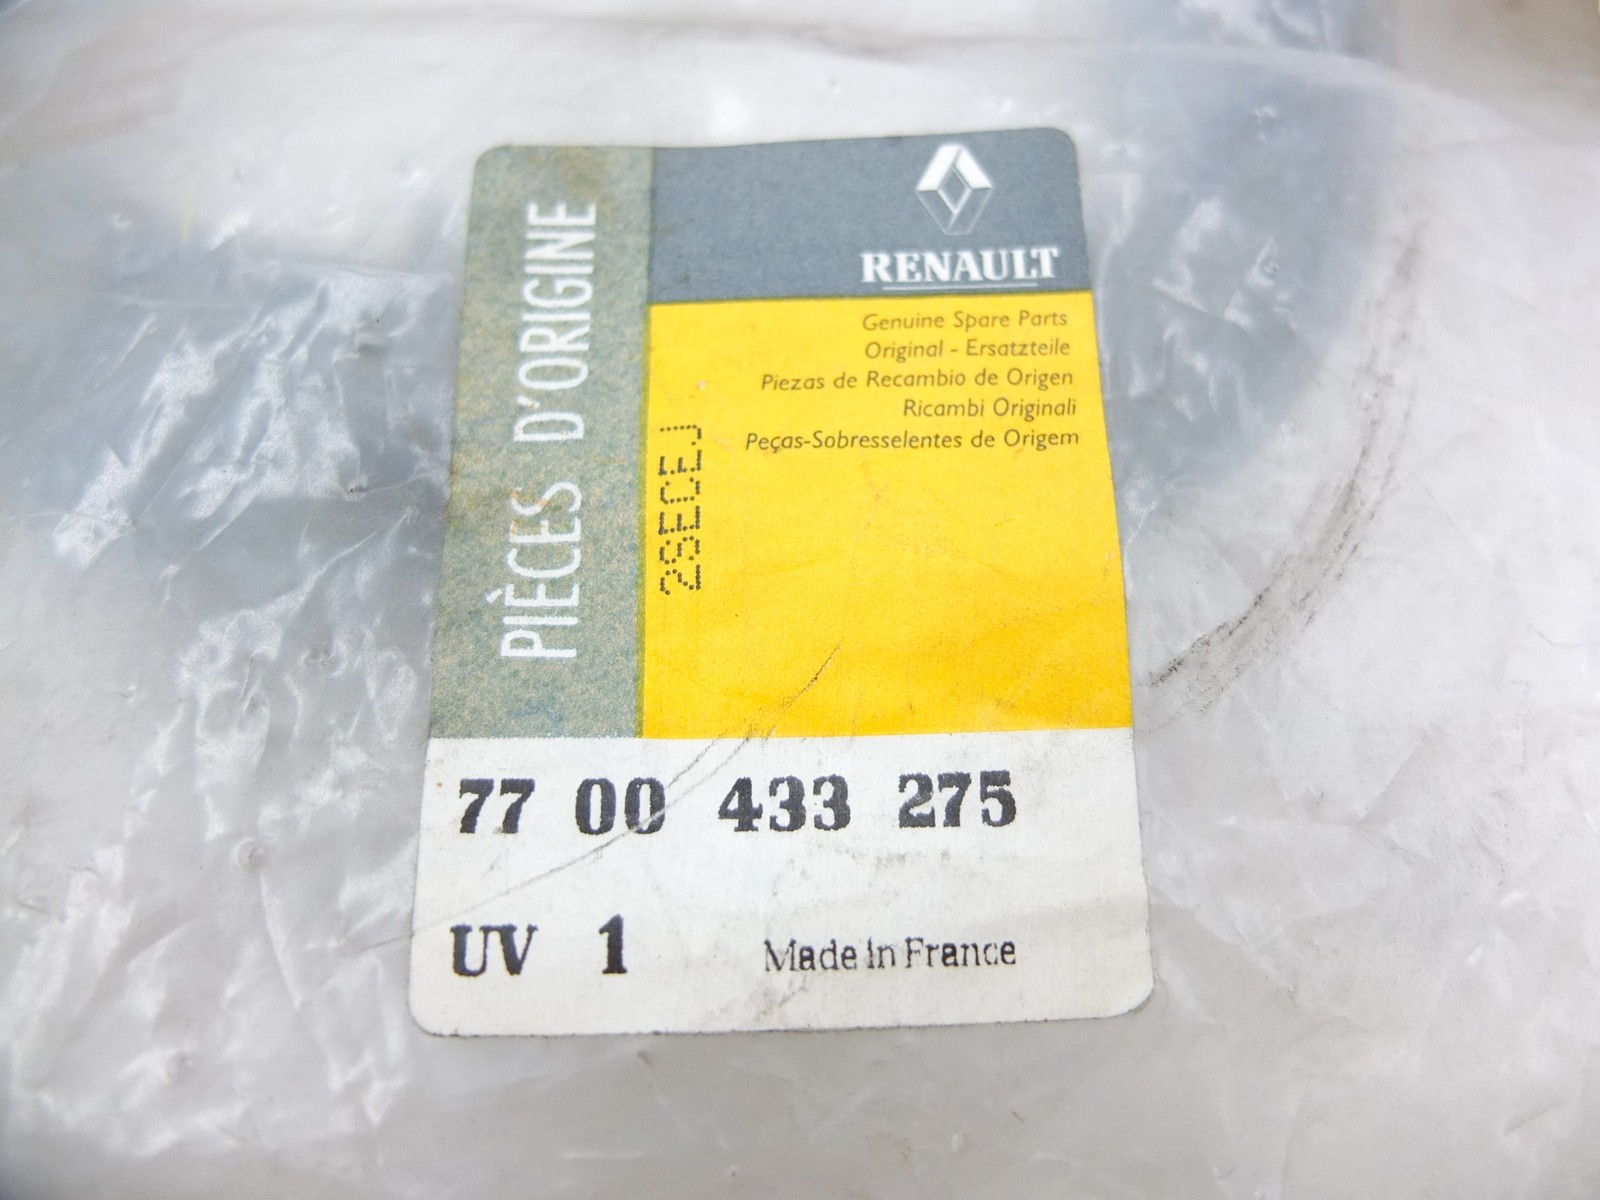 PIÈCES D'ORIGINE
RENAULT
Genuine Spare Parts
Original - Ersatzteile
Piezas de Recambio de Origen
Ricambi Originali
Peças-Sobresselentes de Origem
77 00 433 275
UV 1 Made in France